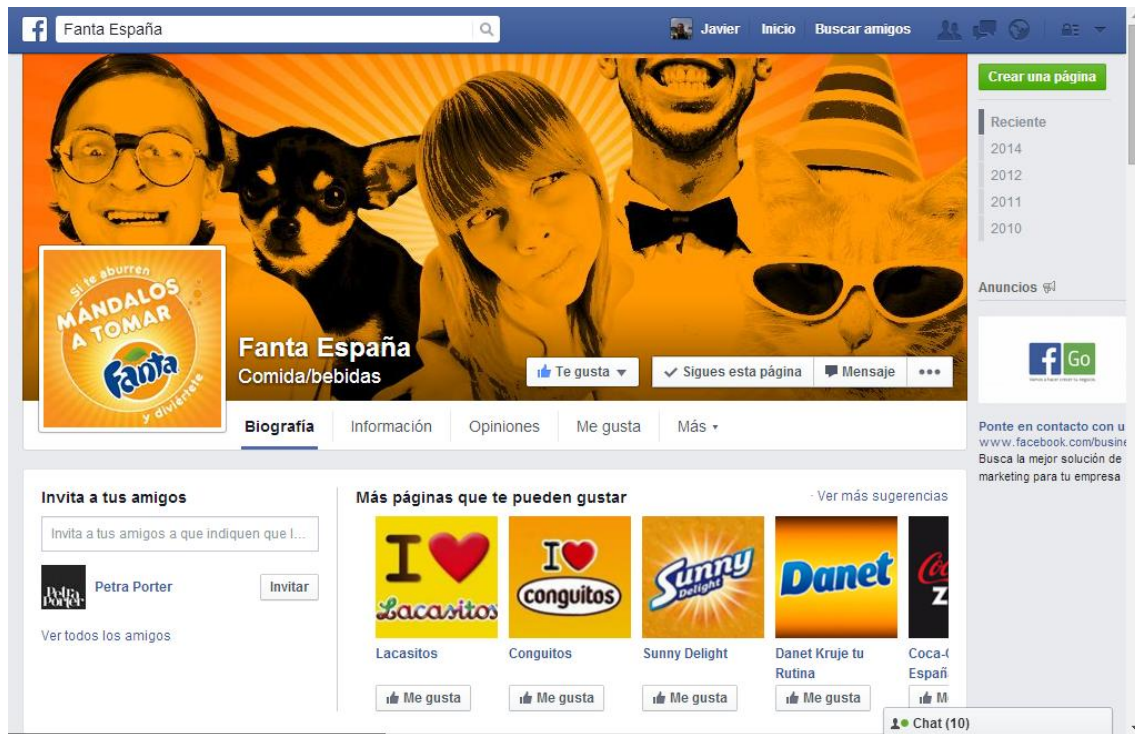 Fanta España
Javier Inicio Buscar amigos
Crear una página
Reciente
2014
2012
2011
2010
Si te aburren
MÁNDALOS
A TOMAR
Fanta
y diviértete
Fanta España
Comida/bebidas
Te gusta
Sigues esta página
Mensaje
Biografía Información Opiniones Me gusta Más
Anuncios
f Go
Ponte en contacto con u
www.facebook.com/busine
Busca la mejor solución de
marketing para tu empresa
Invita a tus amigos
Invita a tus amigos a que indiquen que l...
Petra
Porter
Petra Porter
Invitar
Ver todos los amigos
Más páginas que te pueden gustar
· Ver más sugerencias
I
Lacasitos
I
conguitos
Sunny
Delight
Danet
Lacasitos
Conguitos
Sunny Delight
Danet Kruje tu
Rutina
Coca-C
Españ
Me gusta
Me gusta
Me gusta
Me gusta
M
Chat (10)